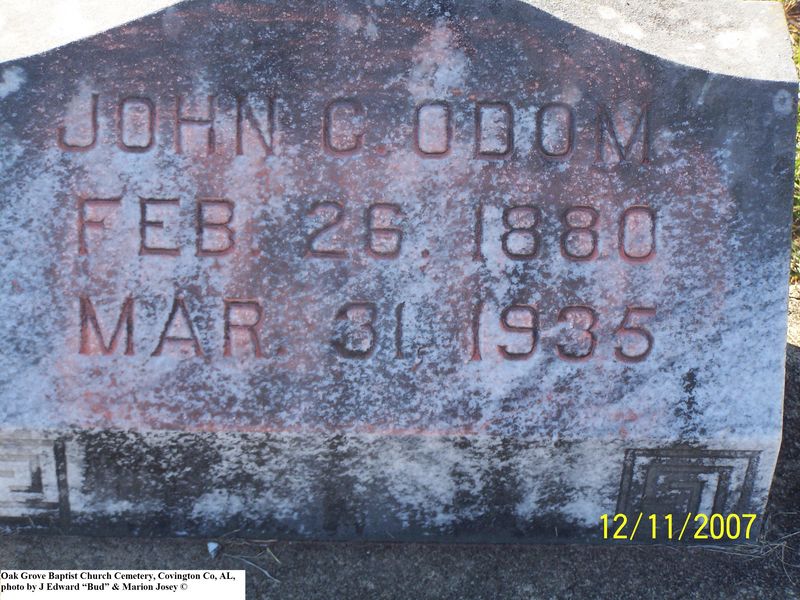 JOHN C. ODOM
FEB. 26. 1880
MAR. 31, 1935
12/11/2007
Oak Grove Baptist Church Cemetery, Covington Co, AL,
photo by J Edward “Bud” & Marion Josey ©